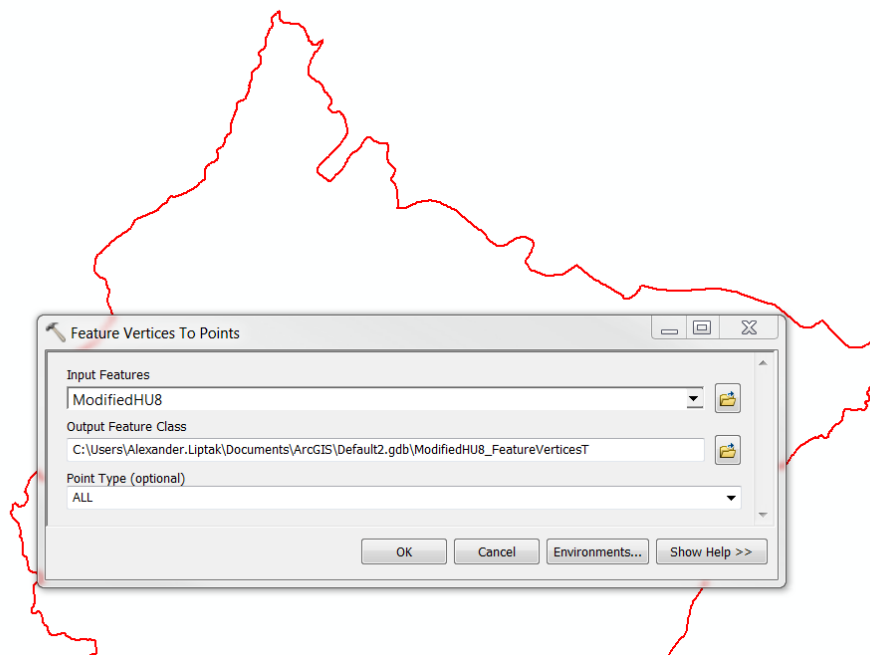 Feature Vertices To Points
Input Features
ModifiedHU8
Output Feature Class
C:\Users\Alexander.Liptak\Documents\ArcGIS\Default2.gdb\ModifiedHU8_FeatureVerticesT
Point Type (optional)
ALL
OK Cancel Environments... Show Help >>